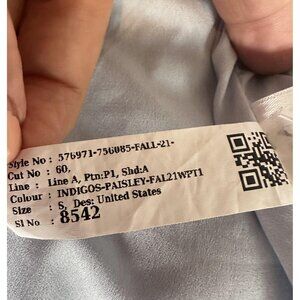 Style No : 576971-756085-FALL-21-
Cut No : 60,
Line : Line A, Ptn:P1, Shd:A
Colour : INDIGOS-PAISLEY-FAL21WPT1
Size : S, Des: United States
Sl No : 8542